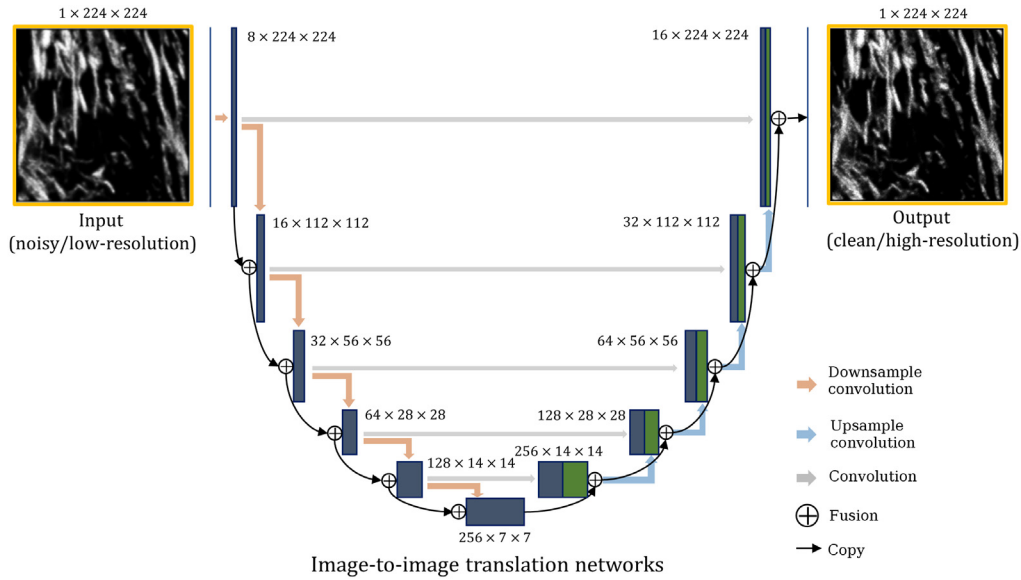 1 × 224 × 224
1 × 224 × 224
8 × 224 × 224
16 × 224 × 224
Input
(noisy/low-resolution)
16 × 112 × 112
32 × 112 × 112
Output
(clean/high-resolution)
32 × 56 × 56
64 × 56 × 56
64 × 28 × 28
128 × 28 × 28
128 × 14 × 14
256 × 14 × 14
256 × 7 × 7
Downsample
convolution
Upsample
convolution
Convolution
Fusion
Copy
Image-to-image translation networks